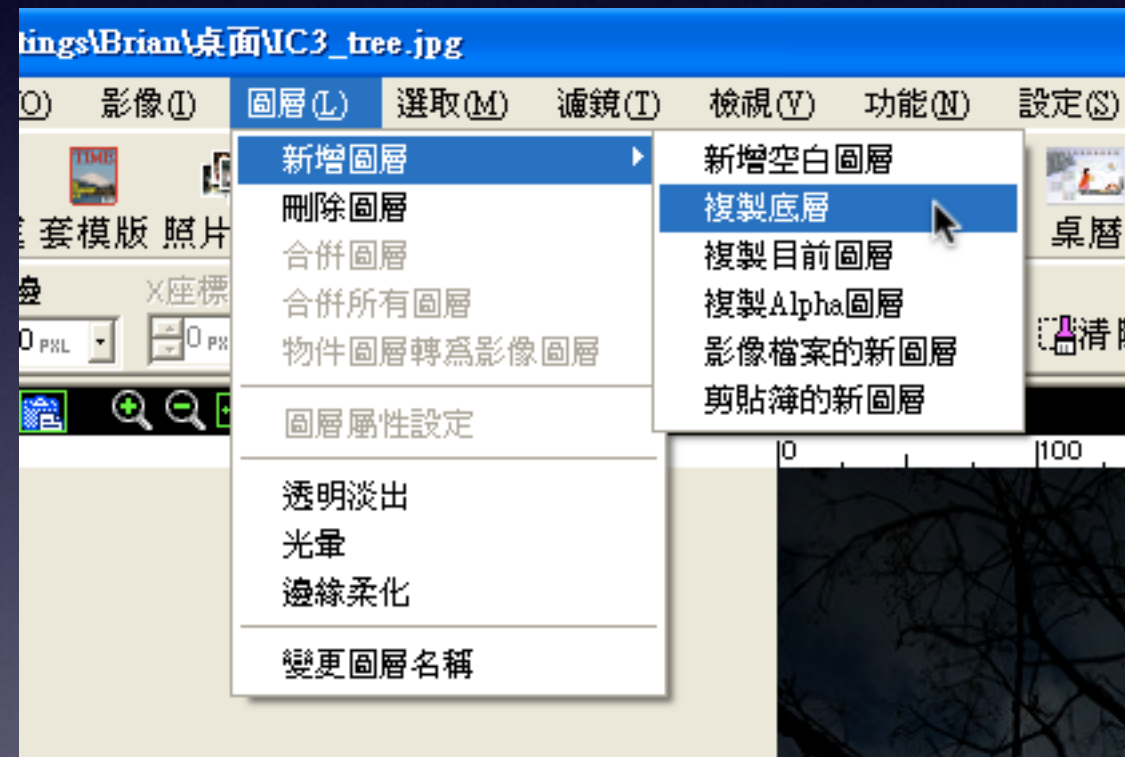 tings\Brian\桌面\IC3_tree.jpg
O) 影像(I) 圖層(L) 選取(M) 濾鏡(T) 檢視(V) 功能(N) 設定(S)
TIME
套模版 照片 桌曆
X座標
0 PXL 0 PX
清除
新增圖層
刪除圖層
合併圖層
合併所有圖層
物件圖層轉為影像圖層
圖層屬性設定
透明淡出
光暈
邊緣柔化
變更圖層名稱
新增空白圖層
複製底層
複製目前圖層
複製Alpha圖層
影像檔案的新圖層
剪貼簿的新圖層
0 100